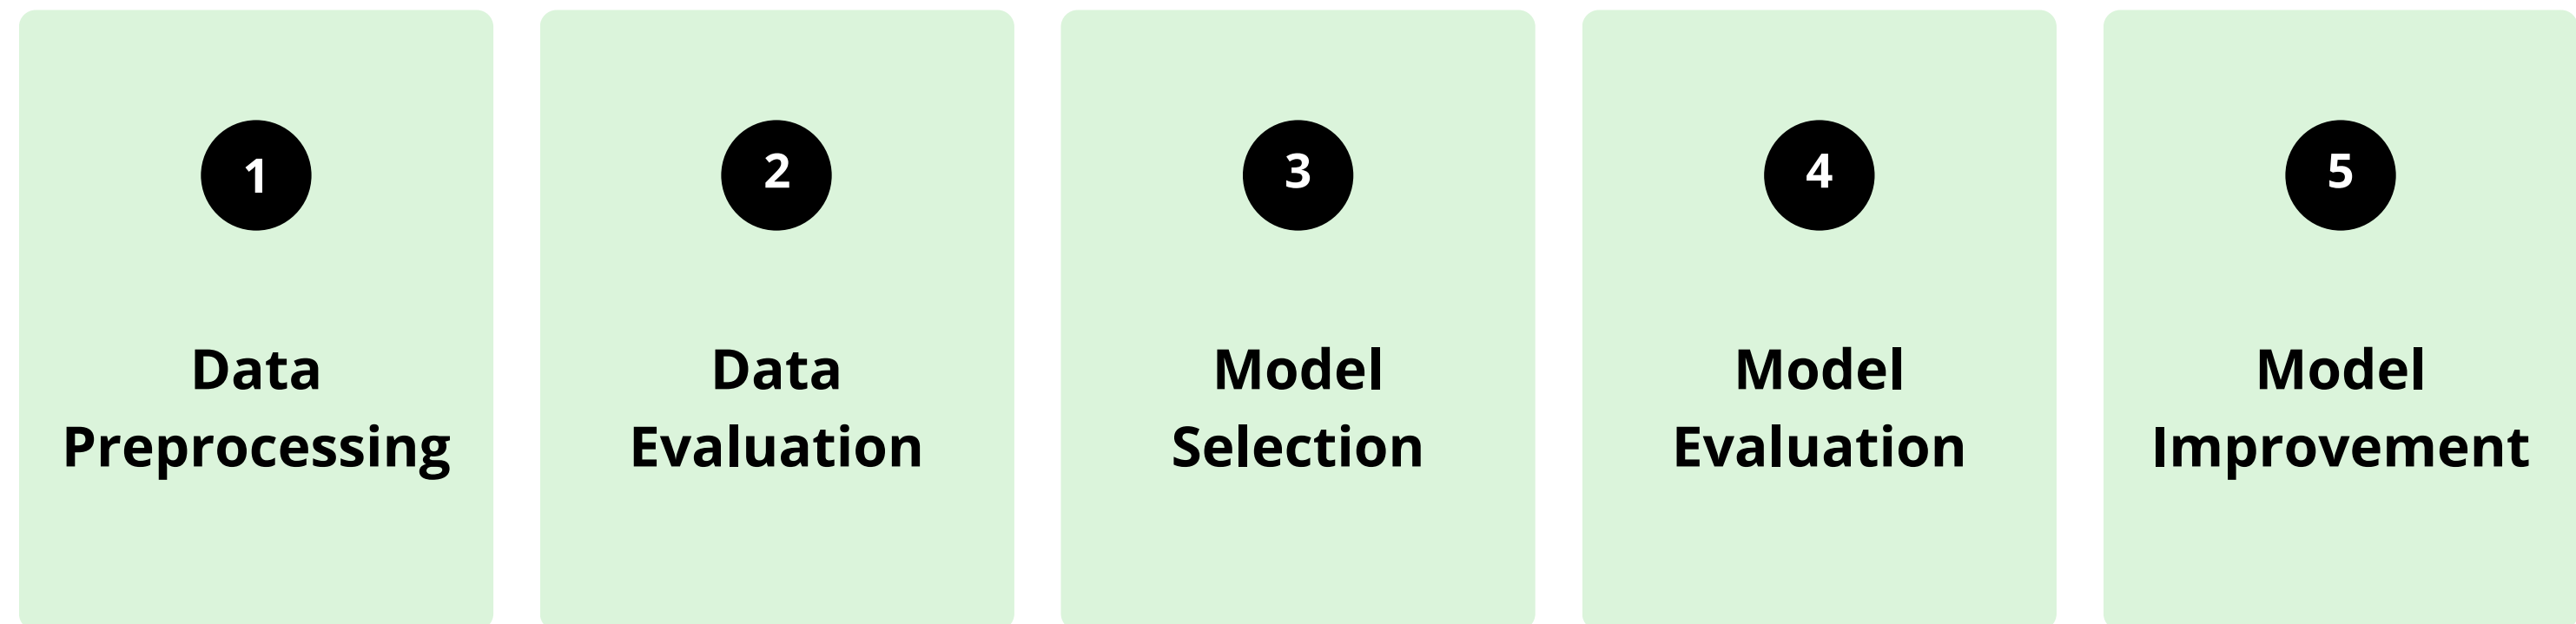 1
Data
Preprocessing
2
Data
Evaluation
3
Model
Selection
4
Model
Evaluation
5
Model
Improvement